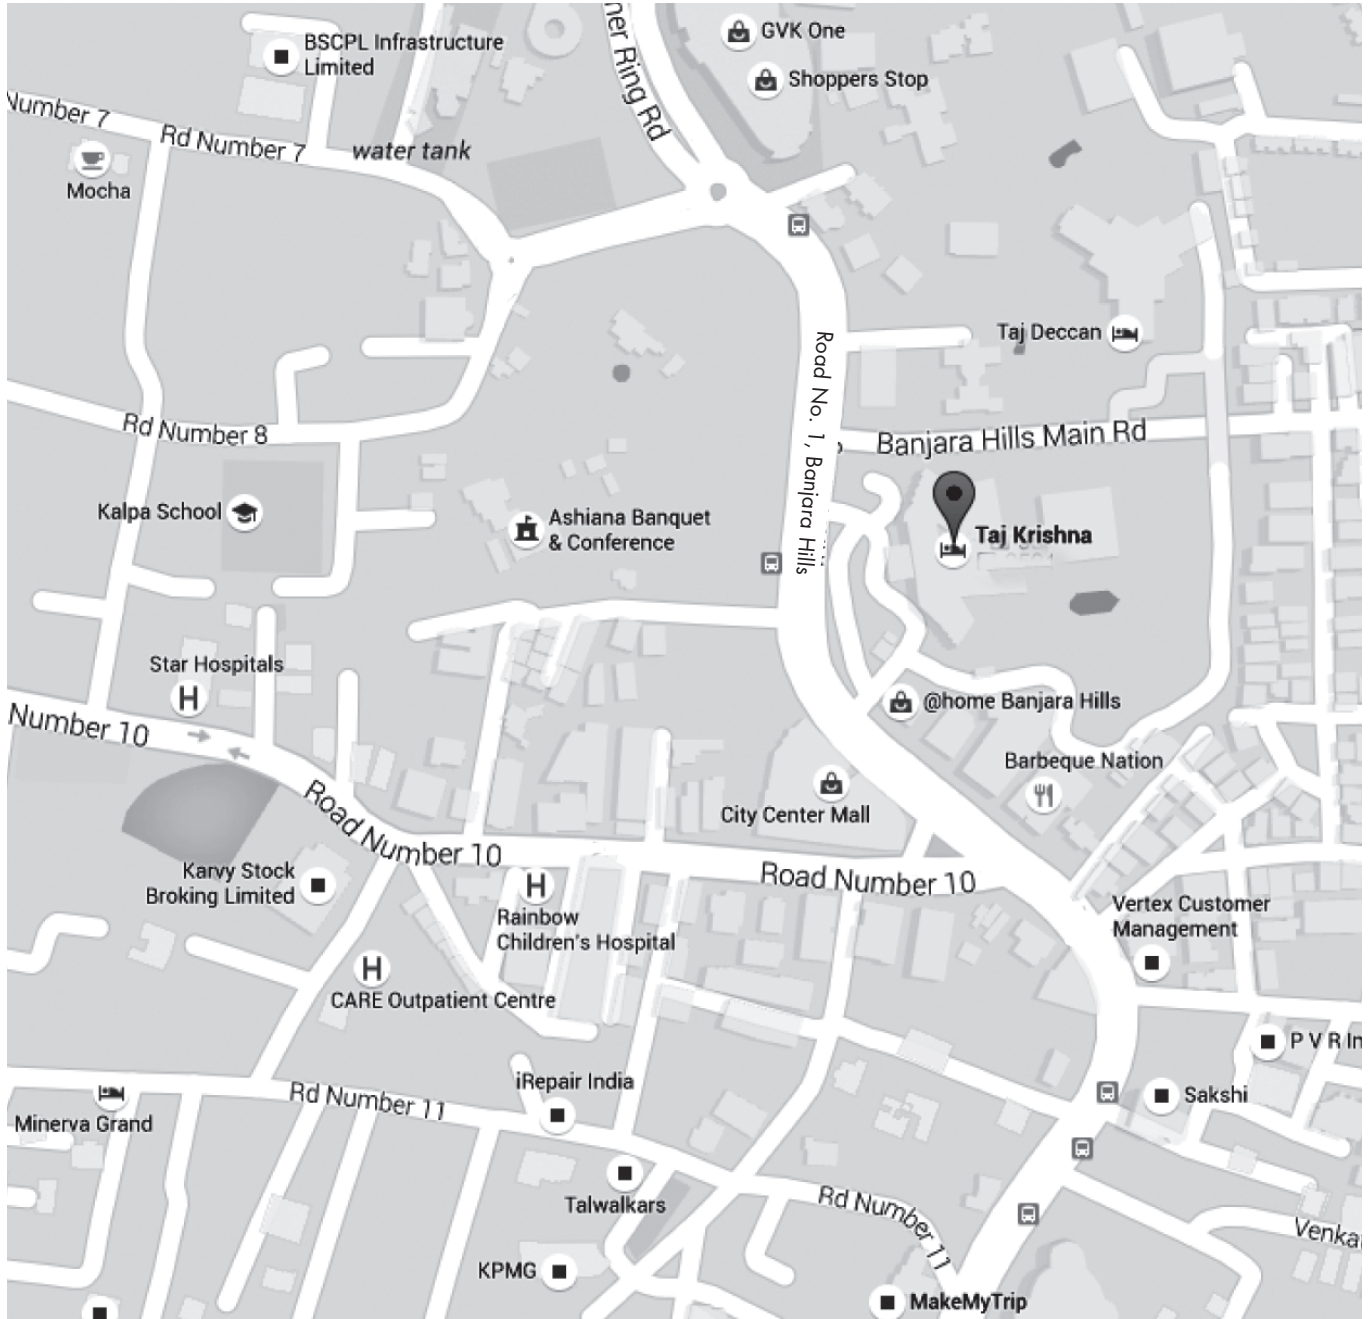 GVK One
BSCPL Infrastructure
Limited
Shoppers Stop
ner Ring Rd
Number 7
Rd Number 7
water tank
Mocha
Taj Deccan
Road No. 1, Banjara Hills
Rd Number 8
Banjara Hills Main Rd
Kalpa School
Ashiana Banquet
& Conference
Taj Krishna
Star Hospitals
@home Banjara Hills
Number 10
Barbeque Nation
City Center Mall
Road Number 10
Road Number 10
Karvy Stock
Broking Limited
Rainbow
Children's Hospital
Vertex Customer
Management
CARE Outpatient Centre
P V R In
iRepair India
Sakshi
Rd Number 11
Minerva Grand
Talwalkars
Rd Number 11
Venka
KPMG
MakeMyTrip